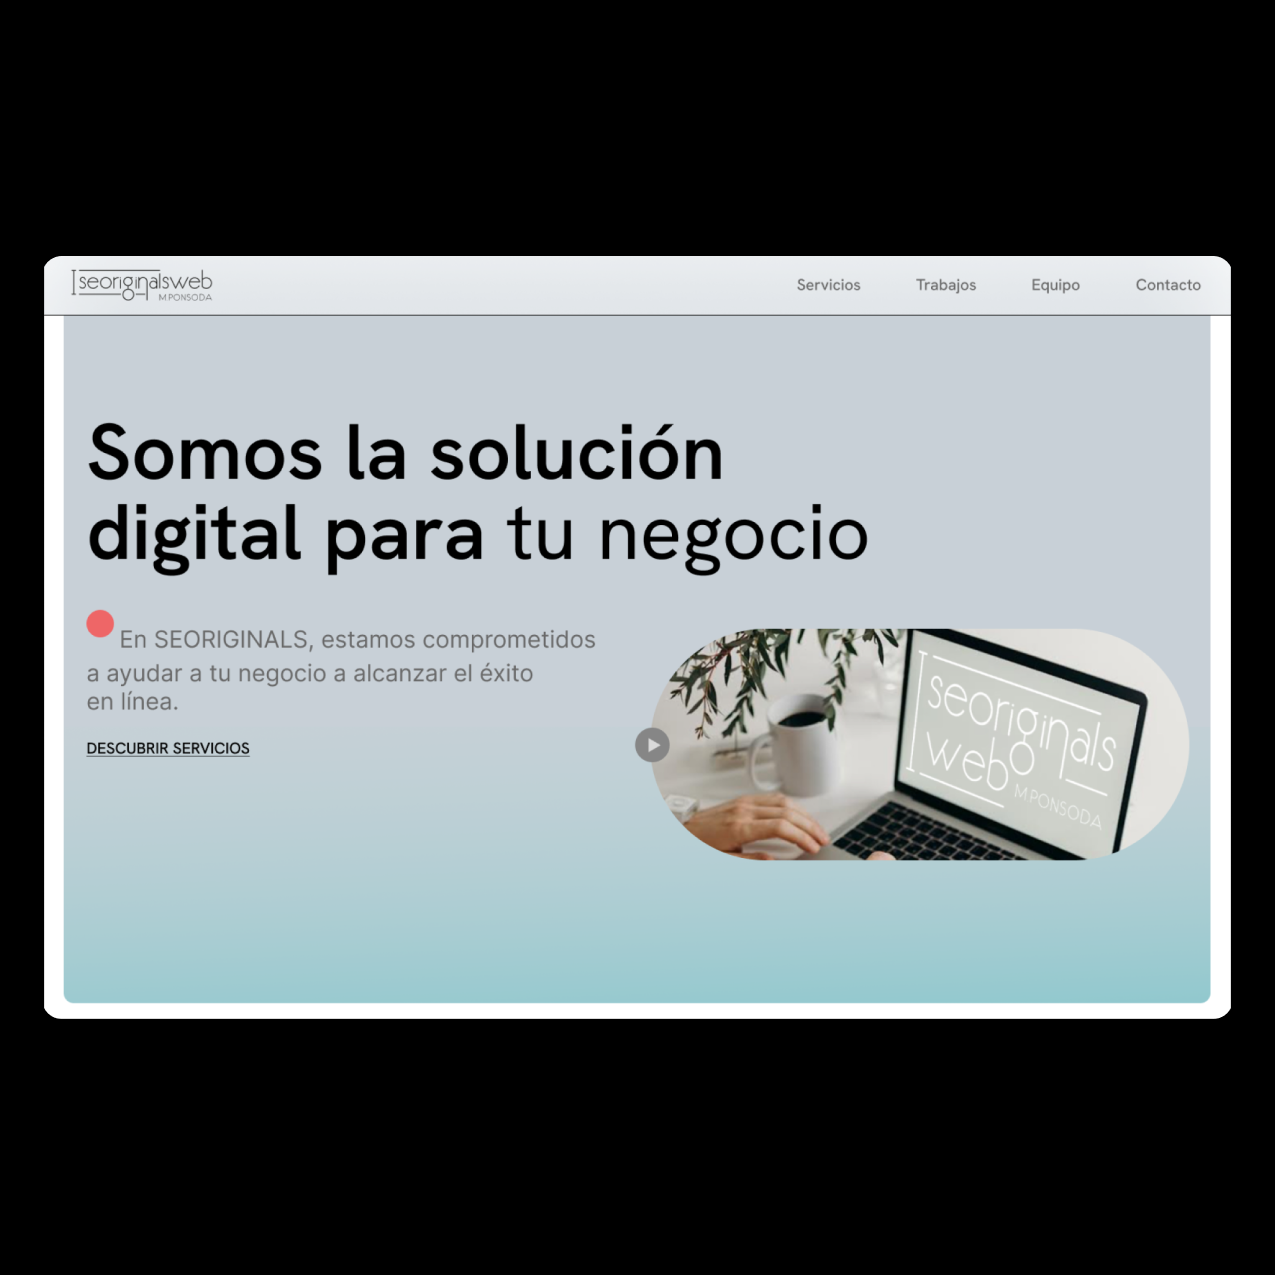 seoriginalsweb
M.PONSODA
Servicios Trabajos Equipo Contacto
Somos la solución
digital para tu negocio
En SEORIGINALS, estamos comprometidos
a ayudar a tu negocio a alcanzar el éxito
en línea.
DESCUBRIR SERVICIOS
seoriginals
web
M.PONSODA